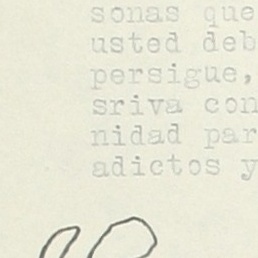 sonas que
usted deb
persigue,
sriva con
nidad par
adictos y